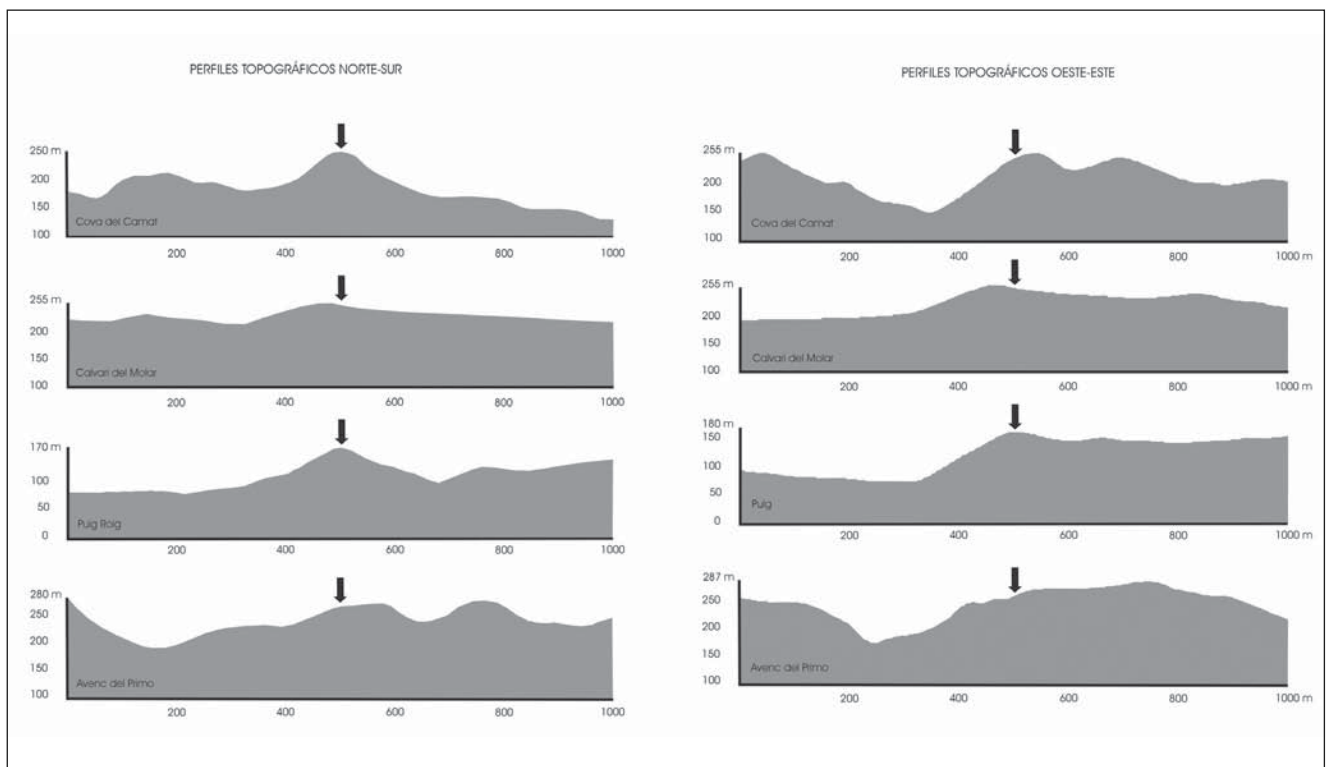 PERFILES TOPOGRÁFICOS NORTE-SUR
250 m
200
150
100
Cova del Camat
200 400 600 800 1000
255 m
200
150
100
Calvari del Molar
200 400 600 800 1000
170 m
100
50
0
Puig Roig
200 400 600 800 1000
280 m
250
200
150
100
Avenc del Primo
200 400 600 800 1000
PERFILES TOPOGRÁFICOS OESTE-ESTE
255 m
200
150
100
Cova del Camat
200 400 600 800 1000 m
255 m
200
150
100
Calvari del Molar
200 400 600 800 1000 m
180 m
150
100
50
0
Puig
200 400 600 800 1000 m
287 m
250
200
150
100
Avenc del Primo
200 400 600 800 1000 m